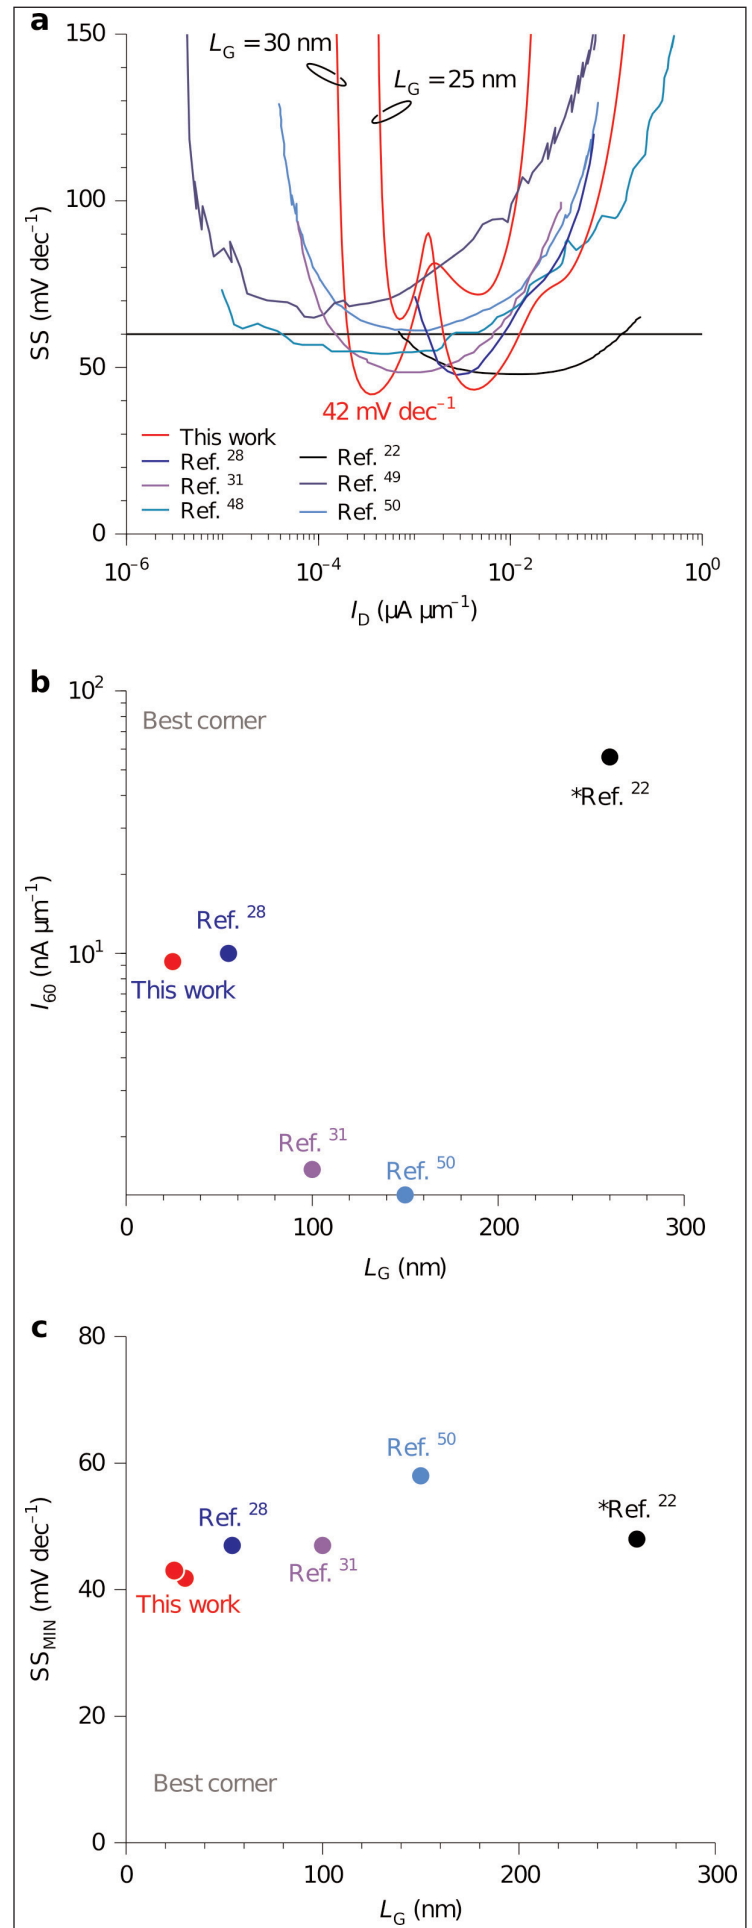 a
150
100
50
0
SS (mV dec⁻¹)
L_G = 30 nm
L_G = 25 nm
42 mV dec⁻¹
This work
Ref. ²⁸
Ref. ³¹
Ref. ⁴⁸
Ref. ²²
Ref. ⁴⁹
Ref. ⁵⁰
10⁻⁶ 10⁻⁴ 10⁻² 10⁰
I_D (µA µm⁻¹)
b
10²
10¹
I₆₀ (nA µm⁻¹)
Best corner
*Ref. ²²
Ref. ²⁸
This work
Ref. ³¹
Ref. ⁵⁰
0 100 200 300
L_G (nm)
c
80
60
40
20
0
SS_MIN (mV dec⁻¹)
Ref. ⁵⁰
*Ref. ²²
Ref. ²⁸
Ref. ³¹
This work
Best corner
0 100 200 300
L_G (nm)